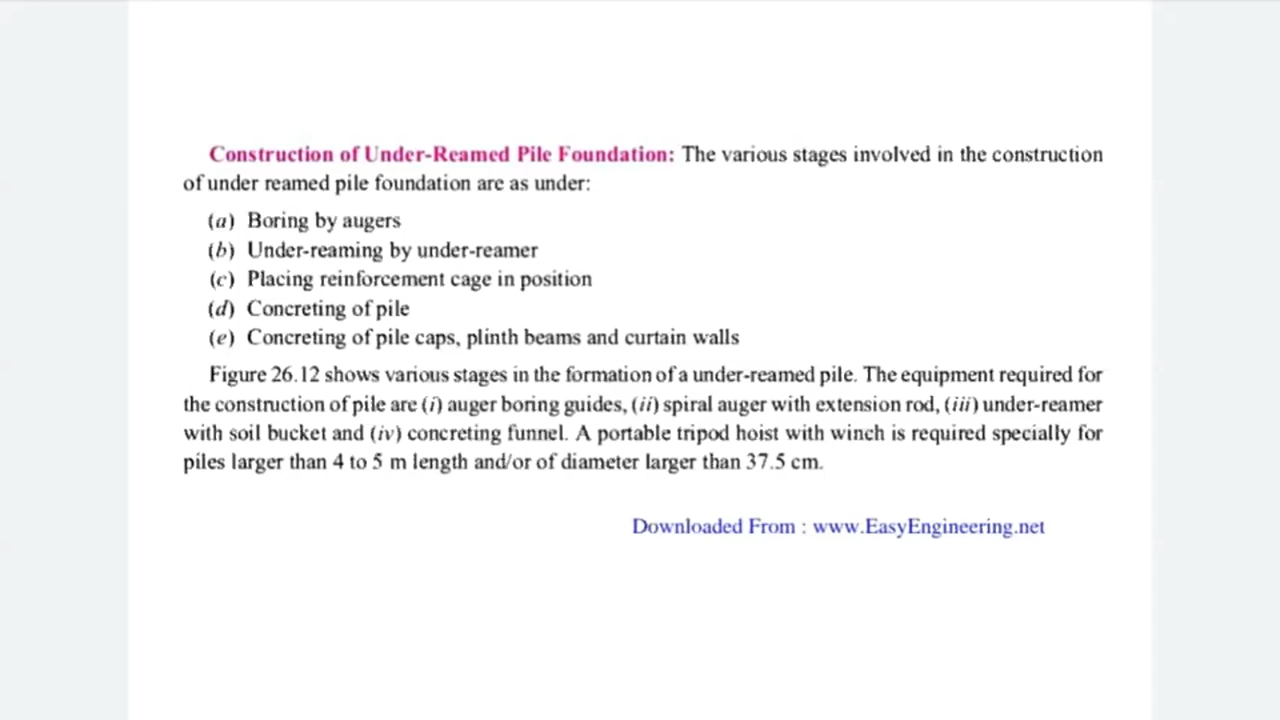 Construction of Under-Reamed Pile Foundation: The various stages involved in the construction
of under reamed pile foundation are as under:
(a) Boring by augers
(b) Under-reaming by under-reamer
(c) Placing reinforcement cage in position
(d) Concreting of pile
(e) Concreting of pile caps, plinth beams and curtain walls
Figure 26.12 shows various stages in the formation of a under-reamed pile. The equipment required for
the construction of pile are (i) auger boring guides, (ii) spiral auger with extension rod, (iii) under-reamer
with soil bucket and (iv) concreting funnel. A portable tripod hoist with winch is required specially for
piles larger than 4 to 5 m length and/or of diameter larger than 37.5 cm.
Downloaded From : www.EasyEngineering.net